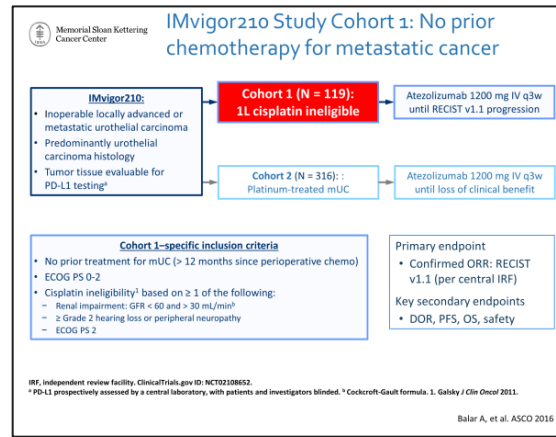 Memorial Sloan Kettering
Cancer Center
IMvigor210 Study Cohort 1: No prior
chemotherapy for metastatic cancer
IMvigor210:
• Inoperable locally advanced or
metastatic urothelial carcinoma
• Predominantly urothelial
carcinoma histology
• Tumor tissue evaluable for
PD-L1 testingᵃ
Cohort 1 (N = 119):
1L cisplatin ineligible
Atezolizumab 1200 mg IV q3w
until RECIST v1.1 progression
Cohort 2 (N = 316): :
Platinum-treated mUC
Atezolizumab 1200 mg IV q3w
until loss of clinical benefit
Cohort 1–specific inclusion criteria
• No prior treatment for mUC (> 12 months since perioperative chemo)
• ECOG PS 0-2
• Cisplatin ineligibility¹ based on ≥ 1 of the following:
– Renal impairment: GFR < 60 and > 30 mL/minᵇ
– ≥ Grade 2 hearing loss or peripheral neuropathy
– ECOG PS 2
Primary endpoint
• Confirmed ORR: RECIST
v1.1 (per central IRF)
Key secondary endpoints
• DOR, PFS, OS, safety
IRF, independent review facility. ClinicalTrials.gov ID: NCT02108652.
ᵃ PD-L1 prospectively assessed by a central laboratory, with patients and investigators blinded. ᵇ Cockcroft-Gault formula. 1. Galsky J Clin Oncol 2011.
Balar A, et al. ASCO 2016